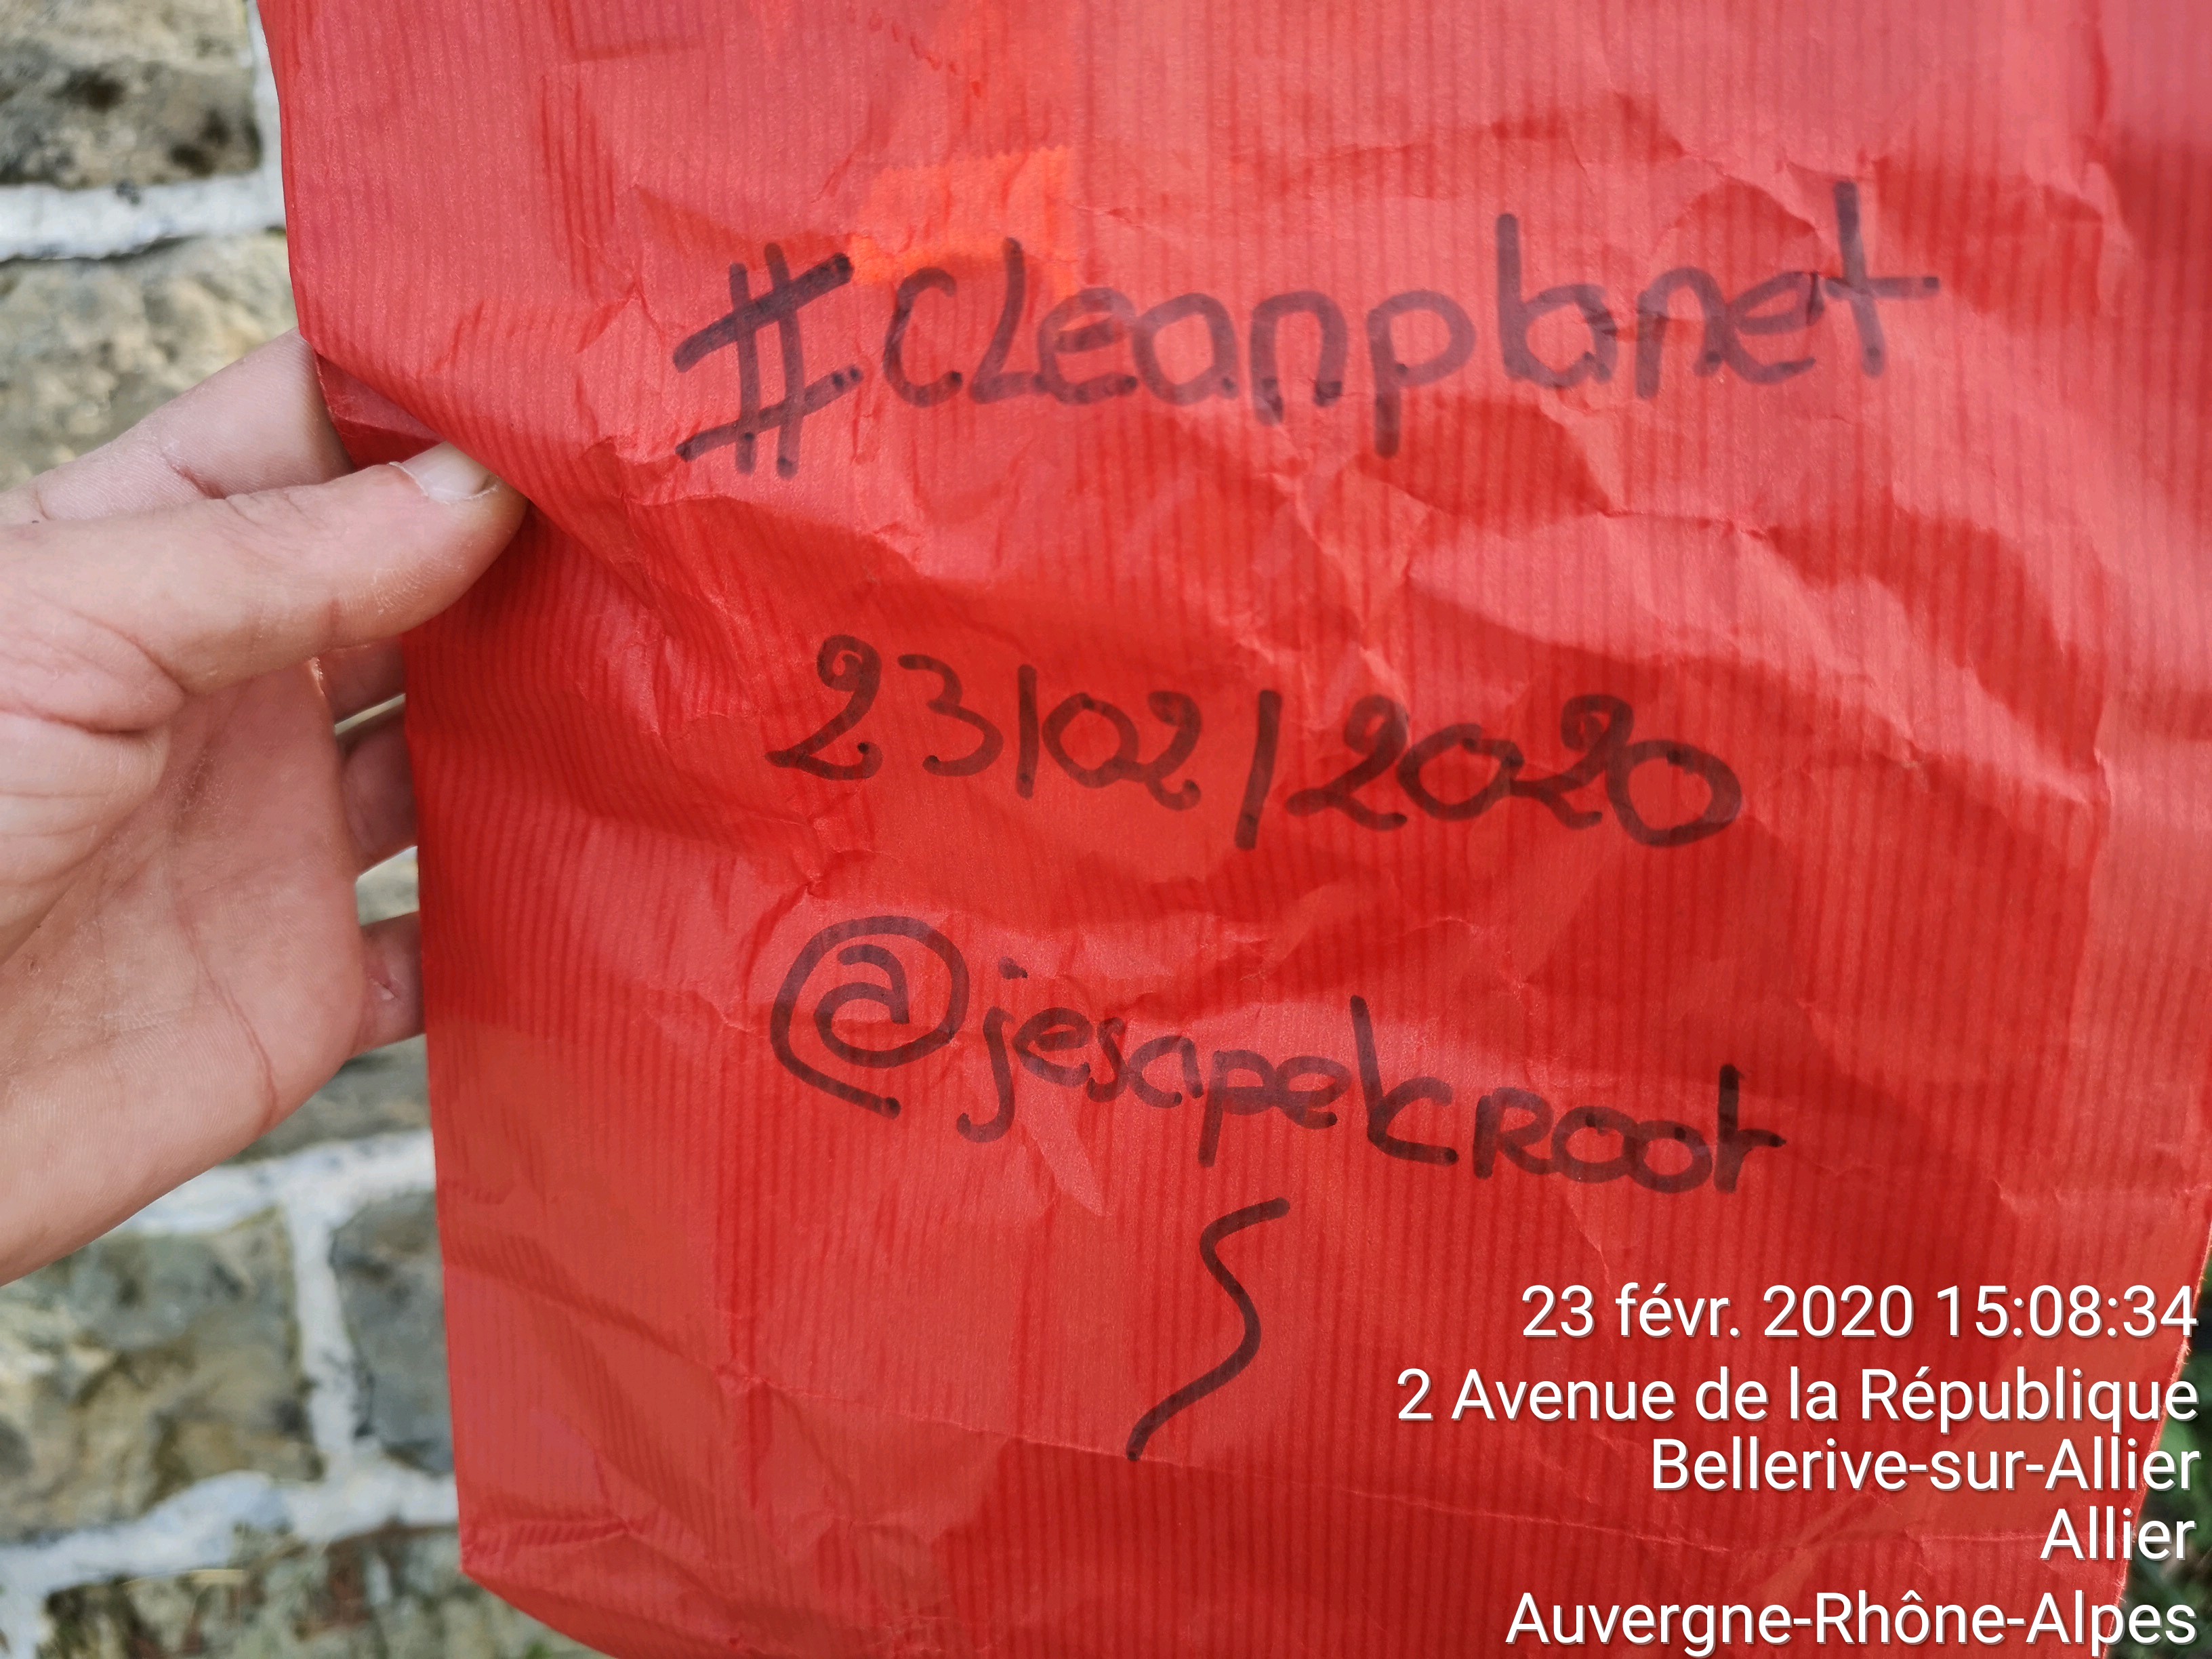 #cleanplanet
23/02/2020
@jesapelcroot
23 févr. 2020 15:08:34
2 Avenue de la République
Bellerive-sur-Allier
Allier
Auvergne-Rhône-Alpes